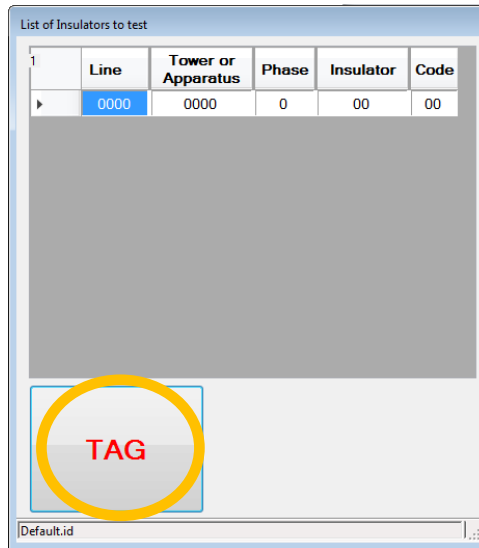 List of Insulators to test
1 Line Tower or Apparatus Phase Insulator Code
0000 0000 0 00 00
TAG
Default.id